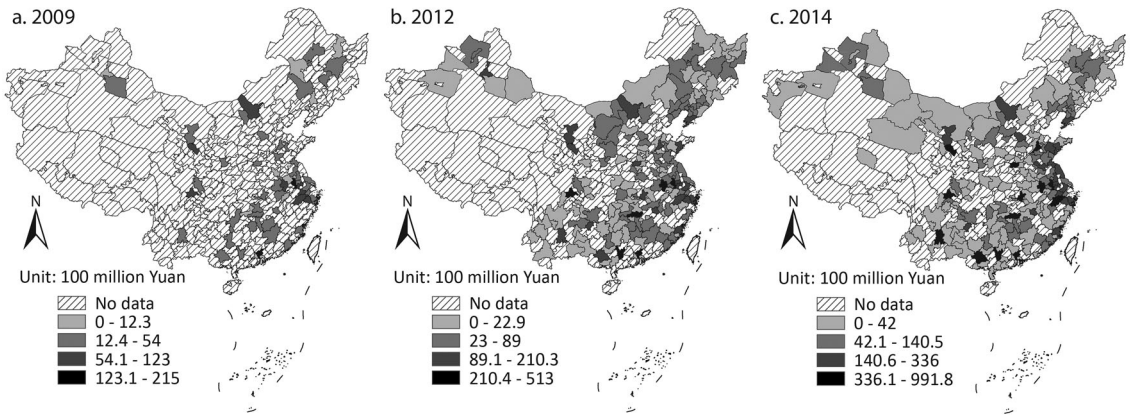 a. 2009
N
Unit: 100 million Yuan
No data
0 - 12.3
12.4 - 54
54.1 - 123
123.1 - 215
b. 2012
N
Unit: 100 million Yuan
No data
0 - 22.9
23 - 89
89.1 - 210.3
210.4 - 513
c. 2014
N
Unit: 100 million Yuan
No data
0 - 42
42.1 - 140.5
140.6 - 336
336.1 - 991.8